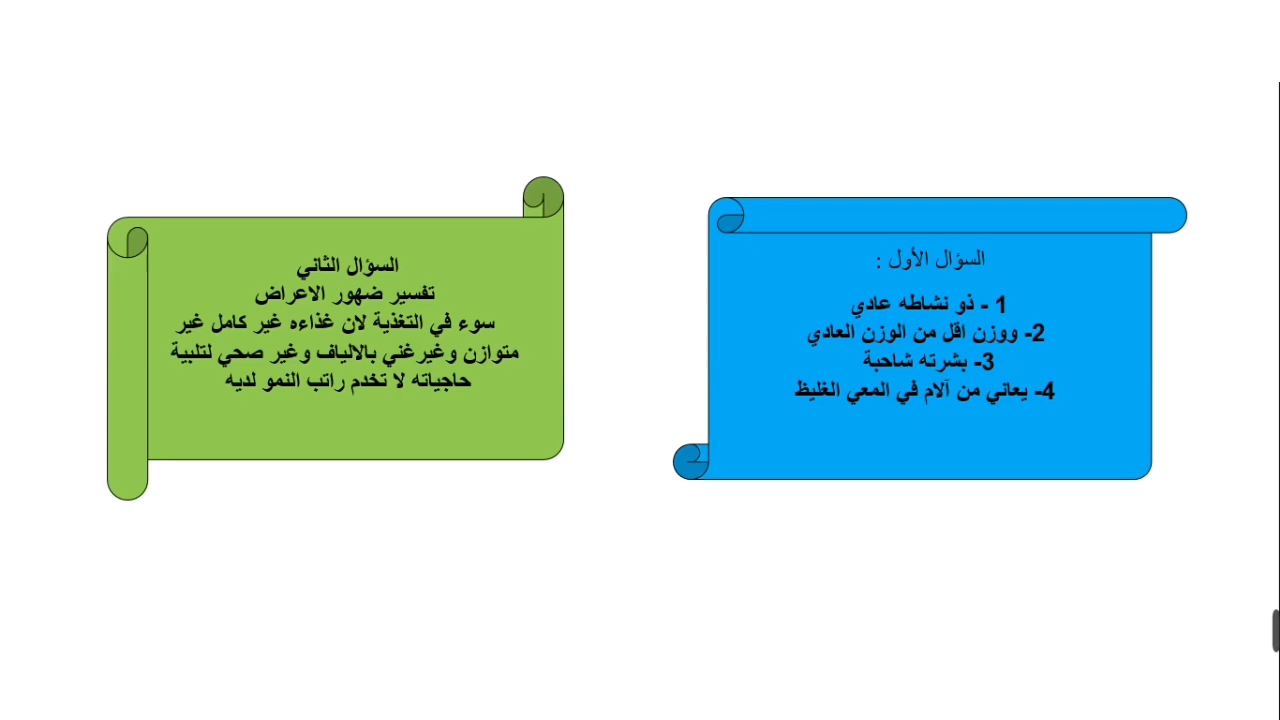 السؤال الأول :
1 - ذو نشاطه عادي
2- ووزن اقل من الوزن العادي
3- بشرته شاحبة
4- يعاني من آلام في المعي الغليظ
السؤال الثاني
تفسير ضهور الاعراض
سوء في التغذية لان غذاءه غير كامل غير
متوازن وغيرغني بالالياف وغير صحي لتلبية
حاجياته لا تخدم راتب النمو لديه